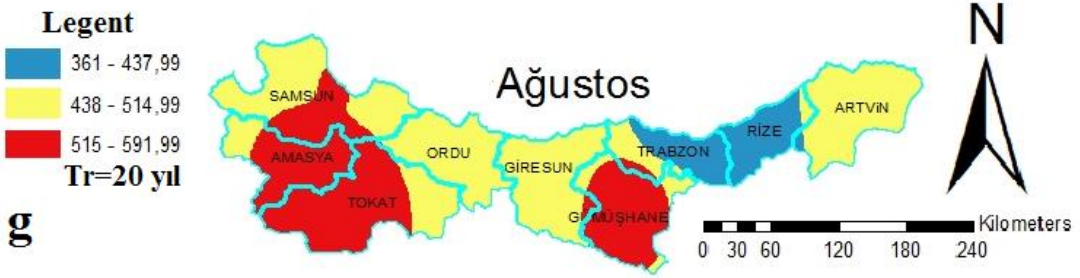 Legent
361 - 437,99
438 - 514,99
515 - 591,99
Tr=20 yıl
g
Ağustos
N
SAMSUN
AMASYA
TOKAT
ORDU
GİRESUN
GÜMÜŞHANE
TRABZON
RİZE
ARTVİN
Kilometers
0 30 60 120 180 240